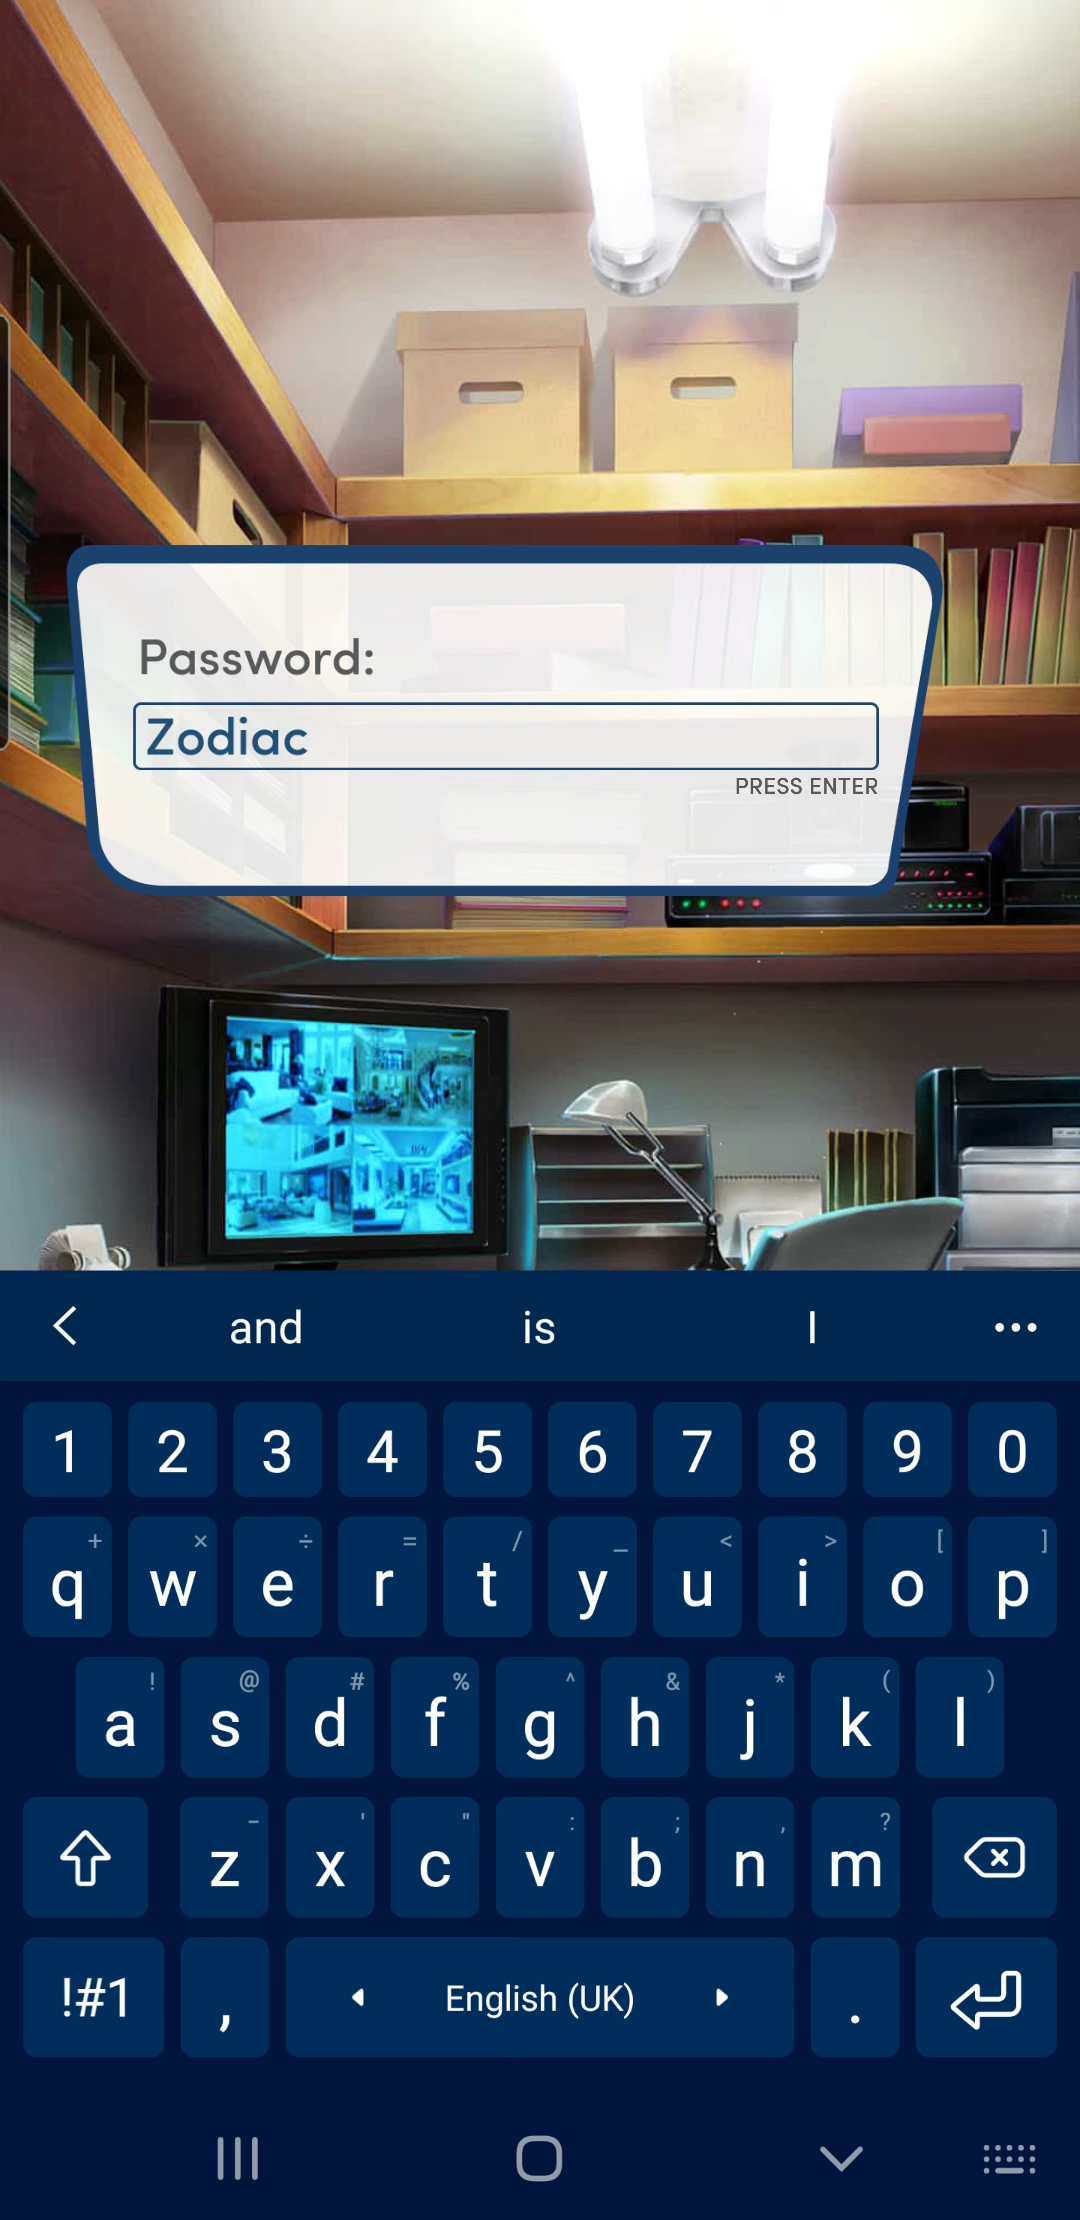 Password:
Zodiac
PRESS ENTER
and is I
1 2 3 4 5 6 7 8 9 0
+ × ÷ = / _ < > [ ]
q w e r t y u i o p
! @ # % ^ & * ( )
a s d f g h j k l
- ' " : ; , ?
z x c v b n m
!#1 , English (UK) .